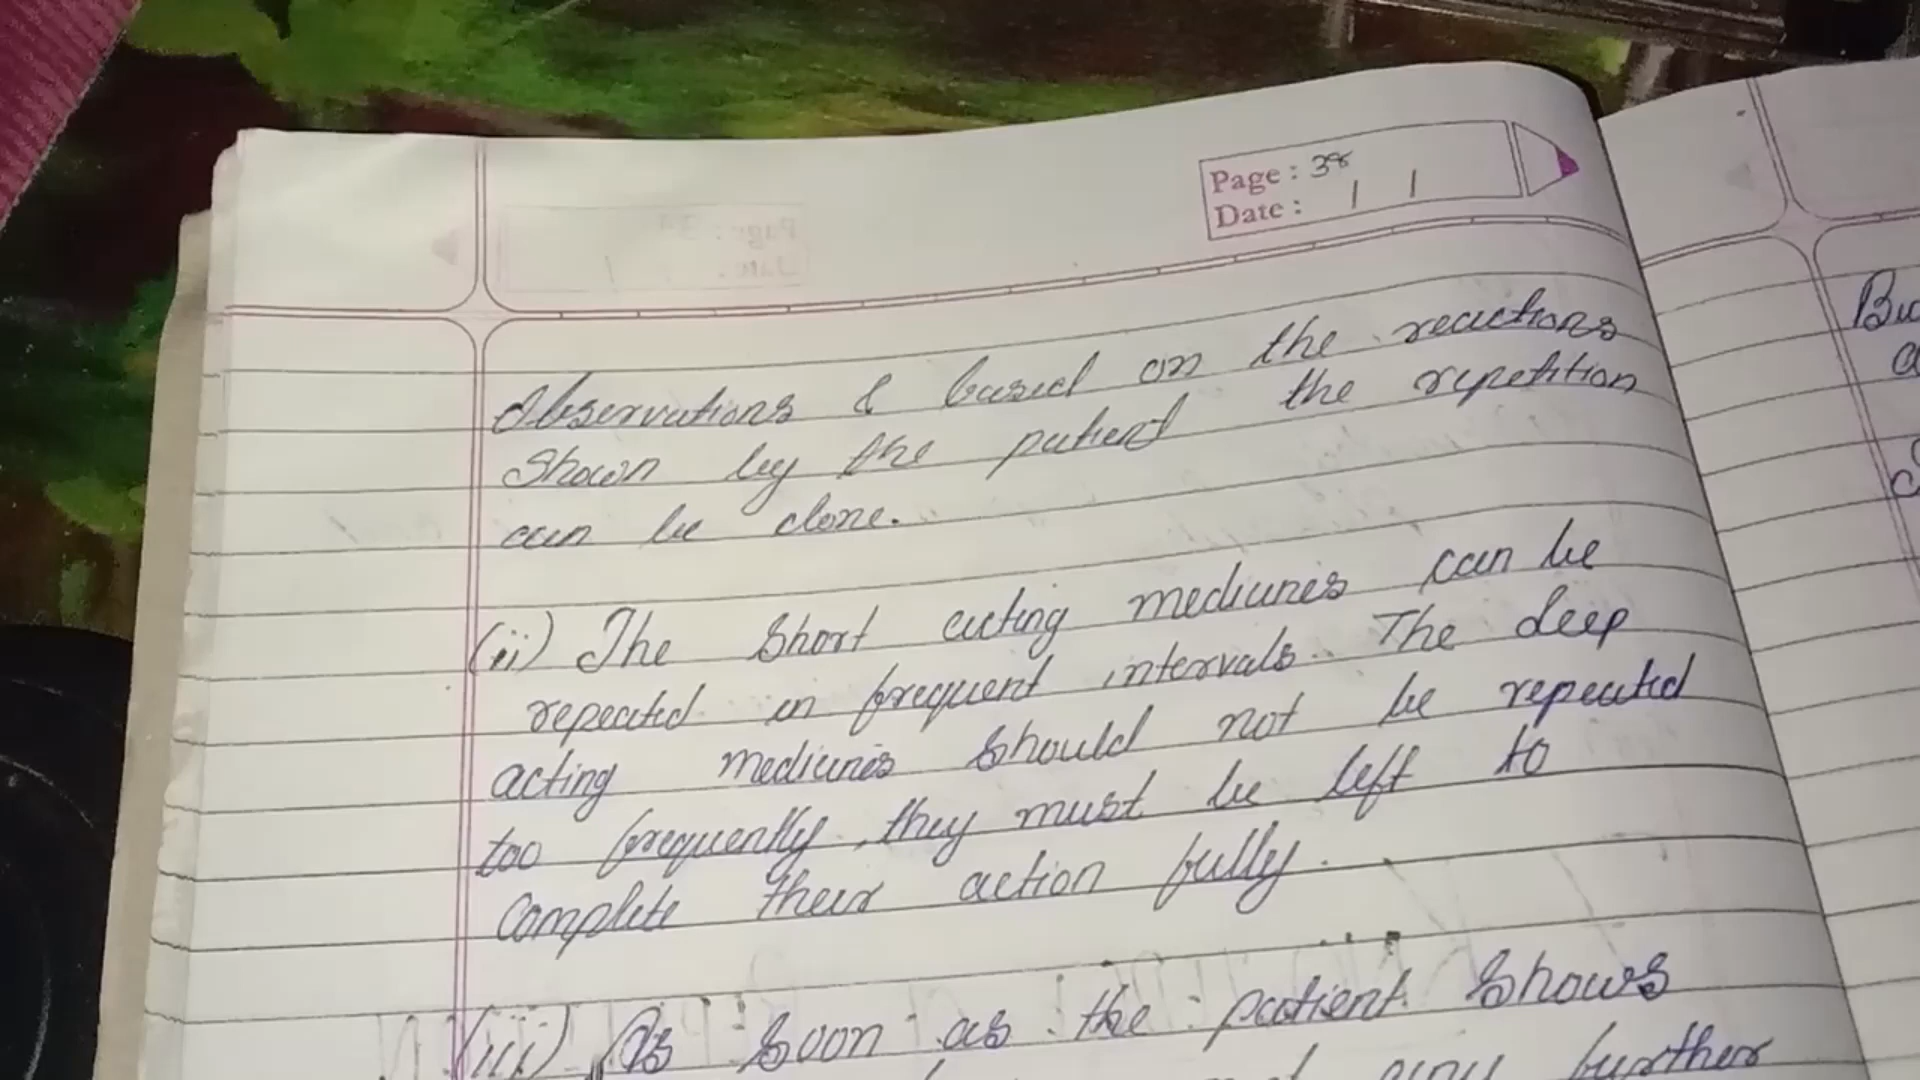 Page: 38
Date: / /
Observations & based on the reactions
Shown by the patient the repetition
can be done.
(ii) The Short acting medicines can be
repeated in frequent intervals. The deep
acting medicines should not be repeated
too frequently, they must be left to
Complete their action fully.
(iii) As soon as the patient shows
any further
Bu